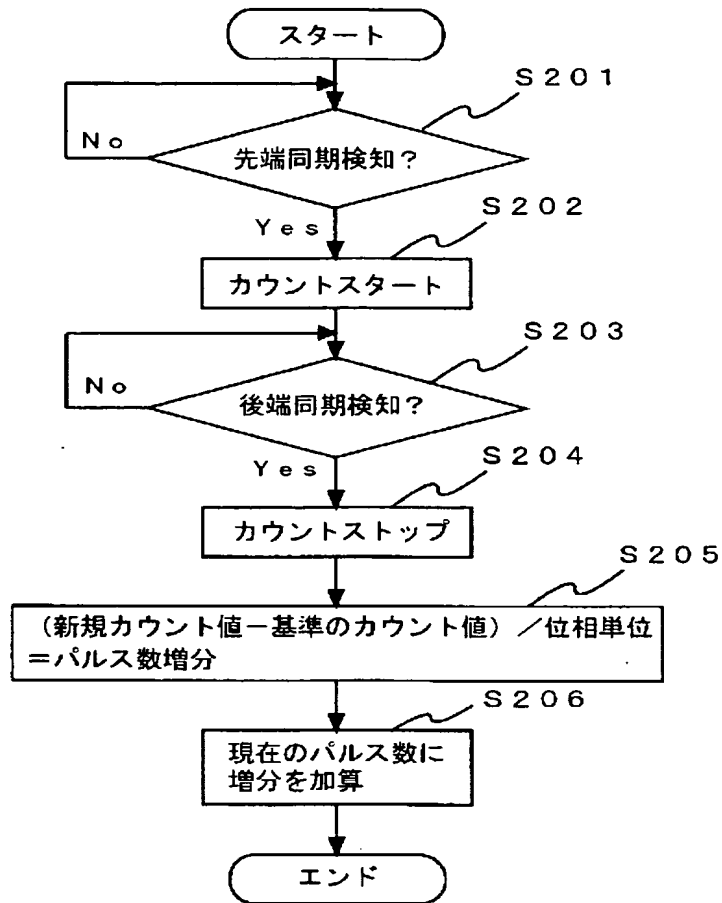 スタート
S201
No
先端同期検知？
Yes
S202
カウントスタート
S203
No
後端同期検知？
Yes
S204
カウントストップ
S205
（新規カウント値－基準のカウント値）／位相単位
＝パルス数増分
S206
現在のパルス数に
増分を加算
エンド